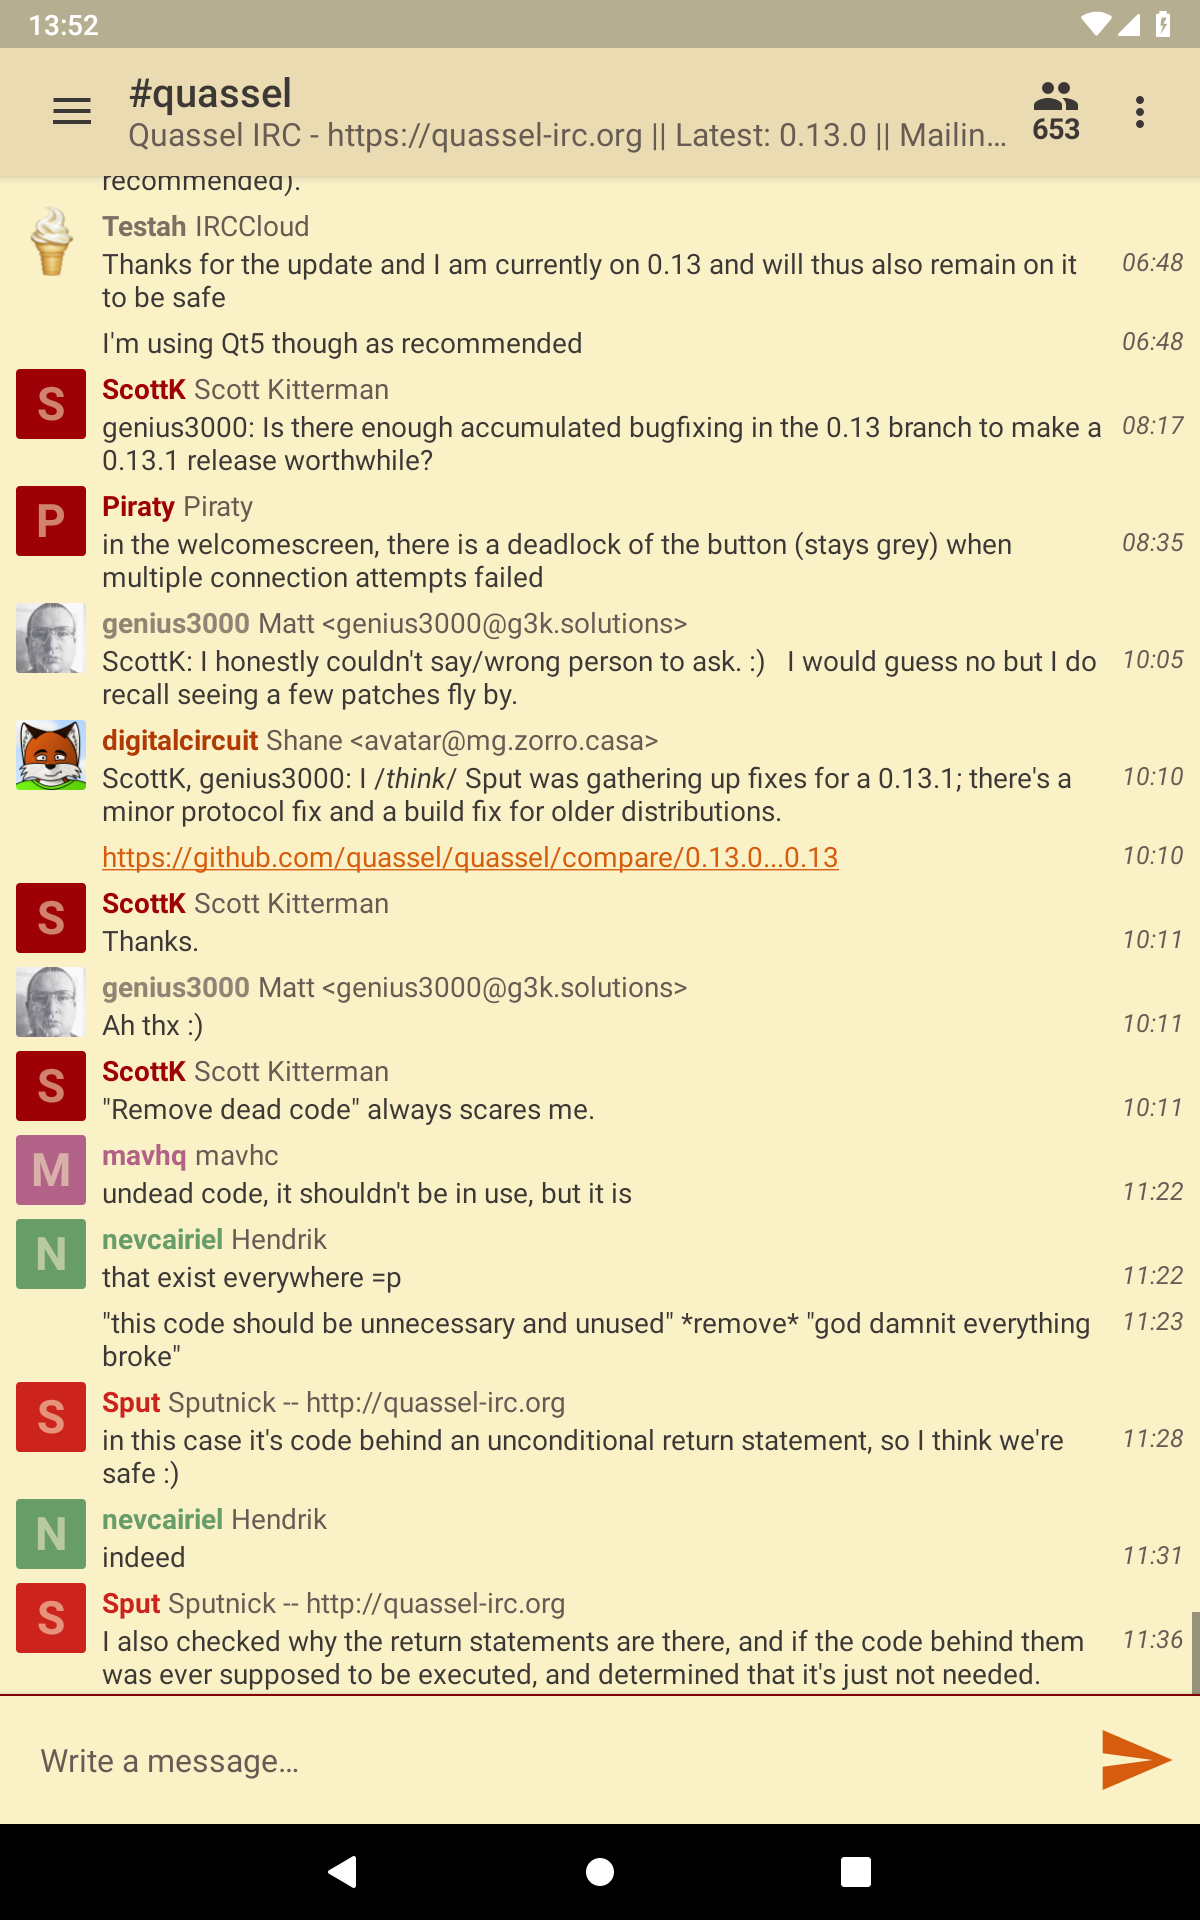 13:52
#quassel
Quassel IRC - https://quassel-irc.org || Latest: 0.13.0 || Mailin…
653
recommended).
Testah IRCCloud
Thanks for the update and I am currently on 0.13 and will thus also remain on it 06:48
to be safe
I'm using Qt5 though as recommended 06:48
S ScottK Scott Kitterman
genius3000: Is there enough accumulated bugfixing in the 0.13 branch to make a 08:17
0.13.1 release worthwhile?
P Piraty Piraty
in the welcomescreen, there is a deadlock of the button (stays grey) when 08:35
multiple connection attempts failed
genius3000 Matt <genius3000@g3k.solutions>
ScottK: I honestly couldn't say/wrong person to ask. :)   I would guess no but I do 10:05
recall seeing a few patches fly by.
digitalcircuit Shane <avatar@mg.zorro.casa>
ScottK, genius3000: I /think/ Sput was gathering up fixes for a 0.13.1; there's a 10:10
minor protocol fix and a build fix for older distributions.
https://github.com/quassel/quassel/compare/0.13.0...0.13 10:10
S ScottK Scott Kitterman
Thanks. 10:11
genius3000 Matt <genius3000@g3k.solutions>
Ah thx :) 10:11
S ScottK Scott Kitterman
"Remove dead code" always scares me. 10:11
M mavhq mavhc
undead code, it shouldn't be in use, but it is 11:22
N nevcairiel Hendrik
that exist everywhere =p 11:22
"this code should be unnecessary and unused" *remove* "god damnit everything 11:23
broke"
S Sput Sputnick -- http://quassel-irc.org
in this case it's code behind an unconditional return statement, so I think we're 11:28
safe :)
N nevcairiel Hendrik
indeed 11:31
S Sput Sputnick -- http://quassel-irc.org
I also checked why the return statements are there, and if the code behind them 11:36
was ever supposed to be executed, and determined that it's just not needed.
Write a message…